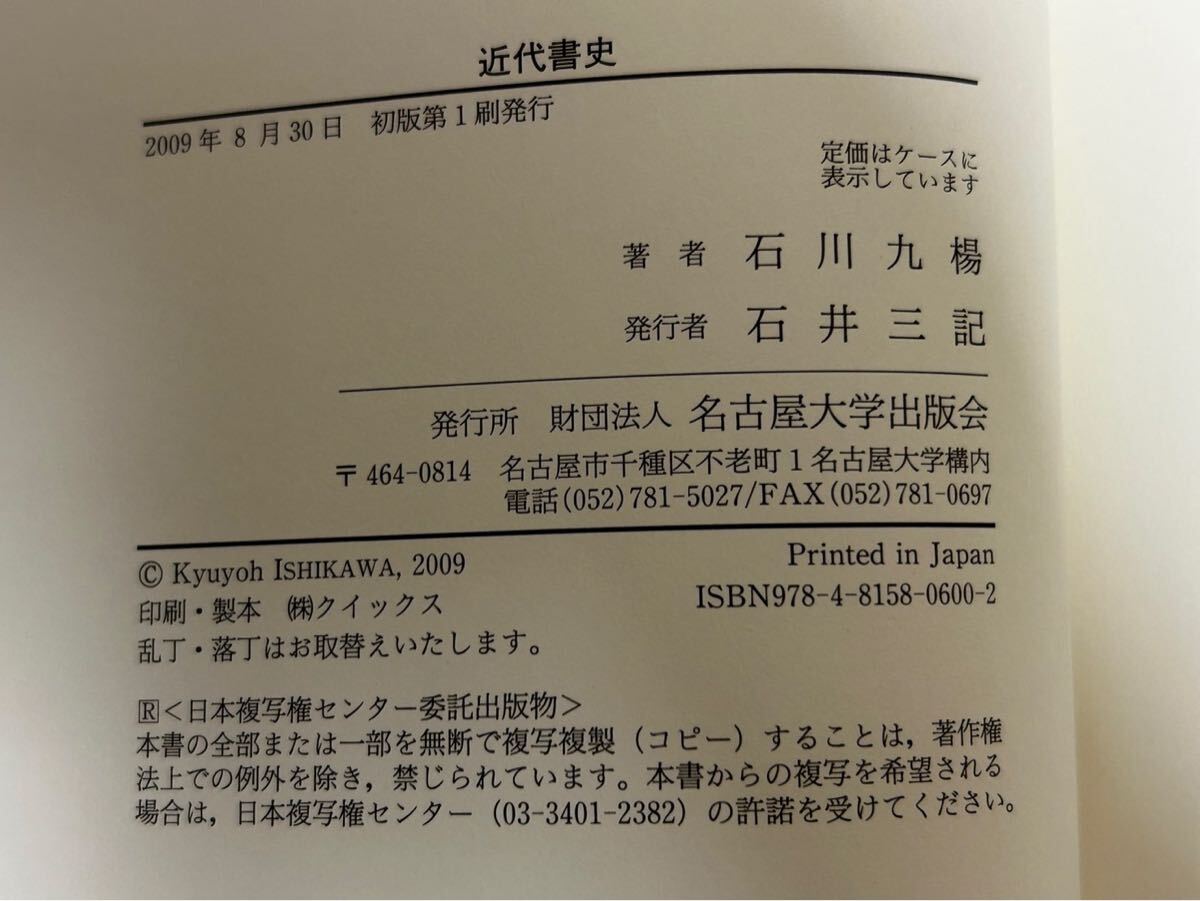 近代書史
2009年8月30日 初版第1刷発行
定価はケースに
表示しています
著者 石川九楊
発行者 石井三記
発行所 財団法人 名古屋大学出版会
〒464-0814 名古屋市千種区不老町1名古屋大学構内
電話(052)781-5027/FAX(052)781-0697
© Kyuyoh ISHIKAWA, 2009
Printed in Japan
印刷・製本 ㈱クイックス
ISBN978-4-8158-0600-2
乱丁・落丁はお取替えいたします。
🅁<日本複写権センター委託出版物>
本書の全部または一部を無断で複写複製（コピー）することは，著作権
法上での例外を除き，禁じられています。本書からの複写を希望される
場合は，日本複写権センター（03-3401-2382）の許諾を受けてください。